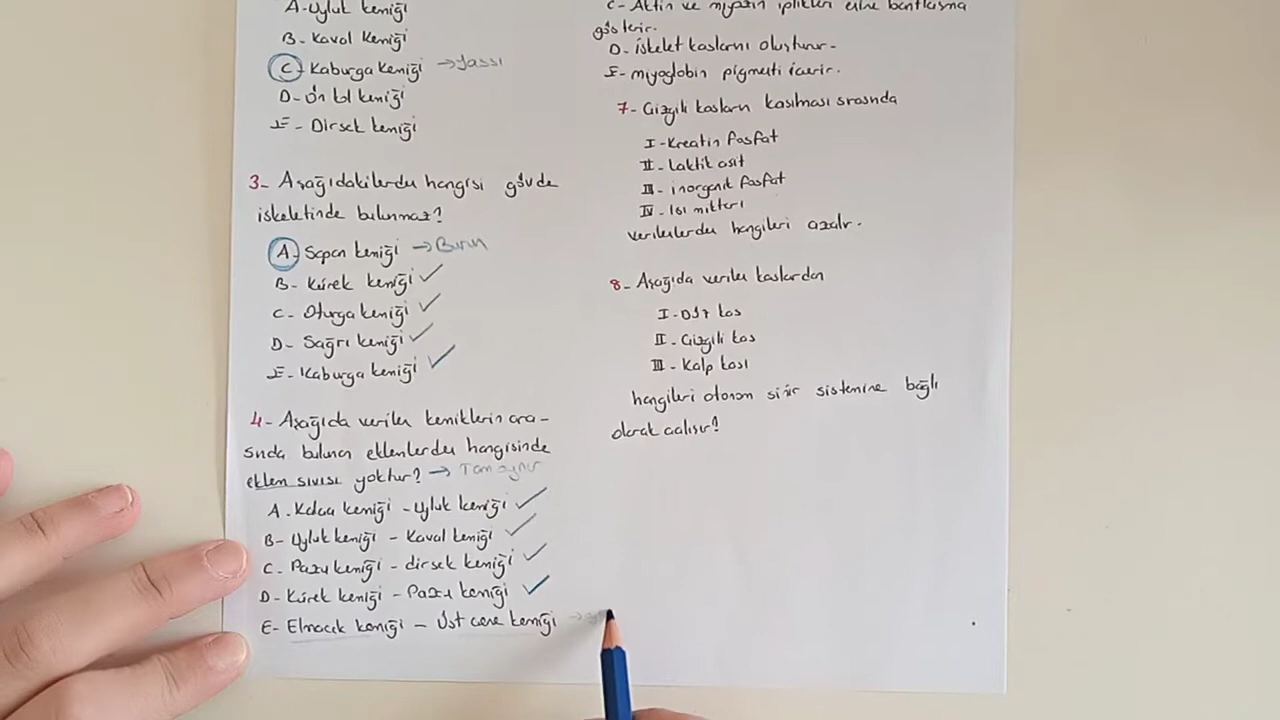 A- Uyluk kemiği
B- Kaval Kemiği
C- Kaburga Kemiği → Yassı
D- Ön kol kemiği
E- Dirsek kemiği
3- Aşağıdakilerden hangisi gövde
iskeletinde bulunmaz?
A- Sapan kemiği → Burun
B- Kürek kemiği ✓
C- Oturga kemiği ✓
D- Sağrı kemiği ✓
E- Kaburga kemiği ✓
4- Aşağıda verilen kemiklerin ara-
sında bulunan eklemlerden hangisinde
eklem sıvısı yoktur? → Tam oynar
A- Kalça kemiği - Uyluk kemiği ✓
B- Uyluk kemiği - Kaval kemiği ✓
C- Pazu kemiği - dirsek kemiği ✓
D- Kürek kemiği - Pazu kemiği ✓
E- Elmacık kemiği - Üst çene kemiği →
C- Aktin ve miyozin iplikleri enine bantlaşma
gösterir.
D- iskelet kaslarını oluşturur.
E- miyoglobin pigmenti içerir.
7- Çizgili kasların kasılması sırasında
I- Kreatin fosfat
II- Laktik asit
III- inorganik fosfat
IV- Isı miktarı
verilenlerden hangileri azalır.
8- Aşağıda verilen kaslardan
I- Düz kas
II- Çizgili kas
III- Kalp kası
hangileri otonom sinir sistemine bağlı
olarak çalışır?